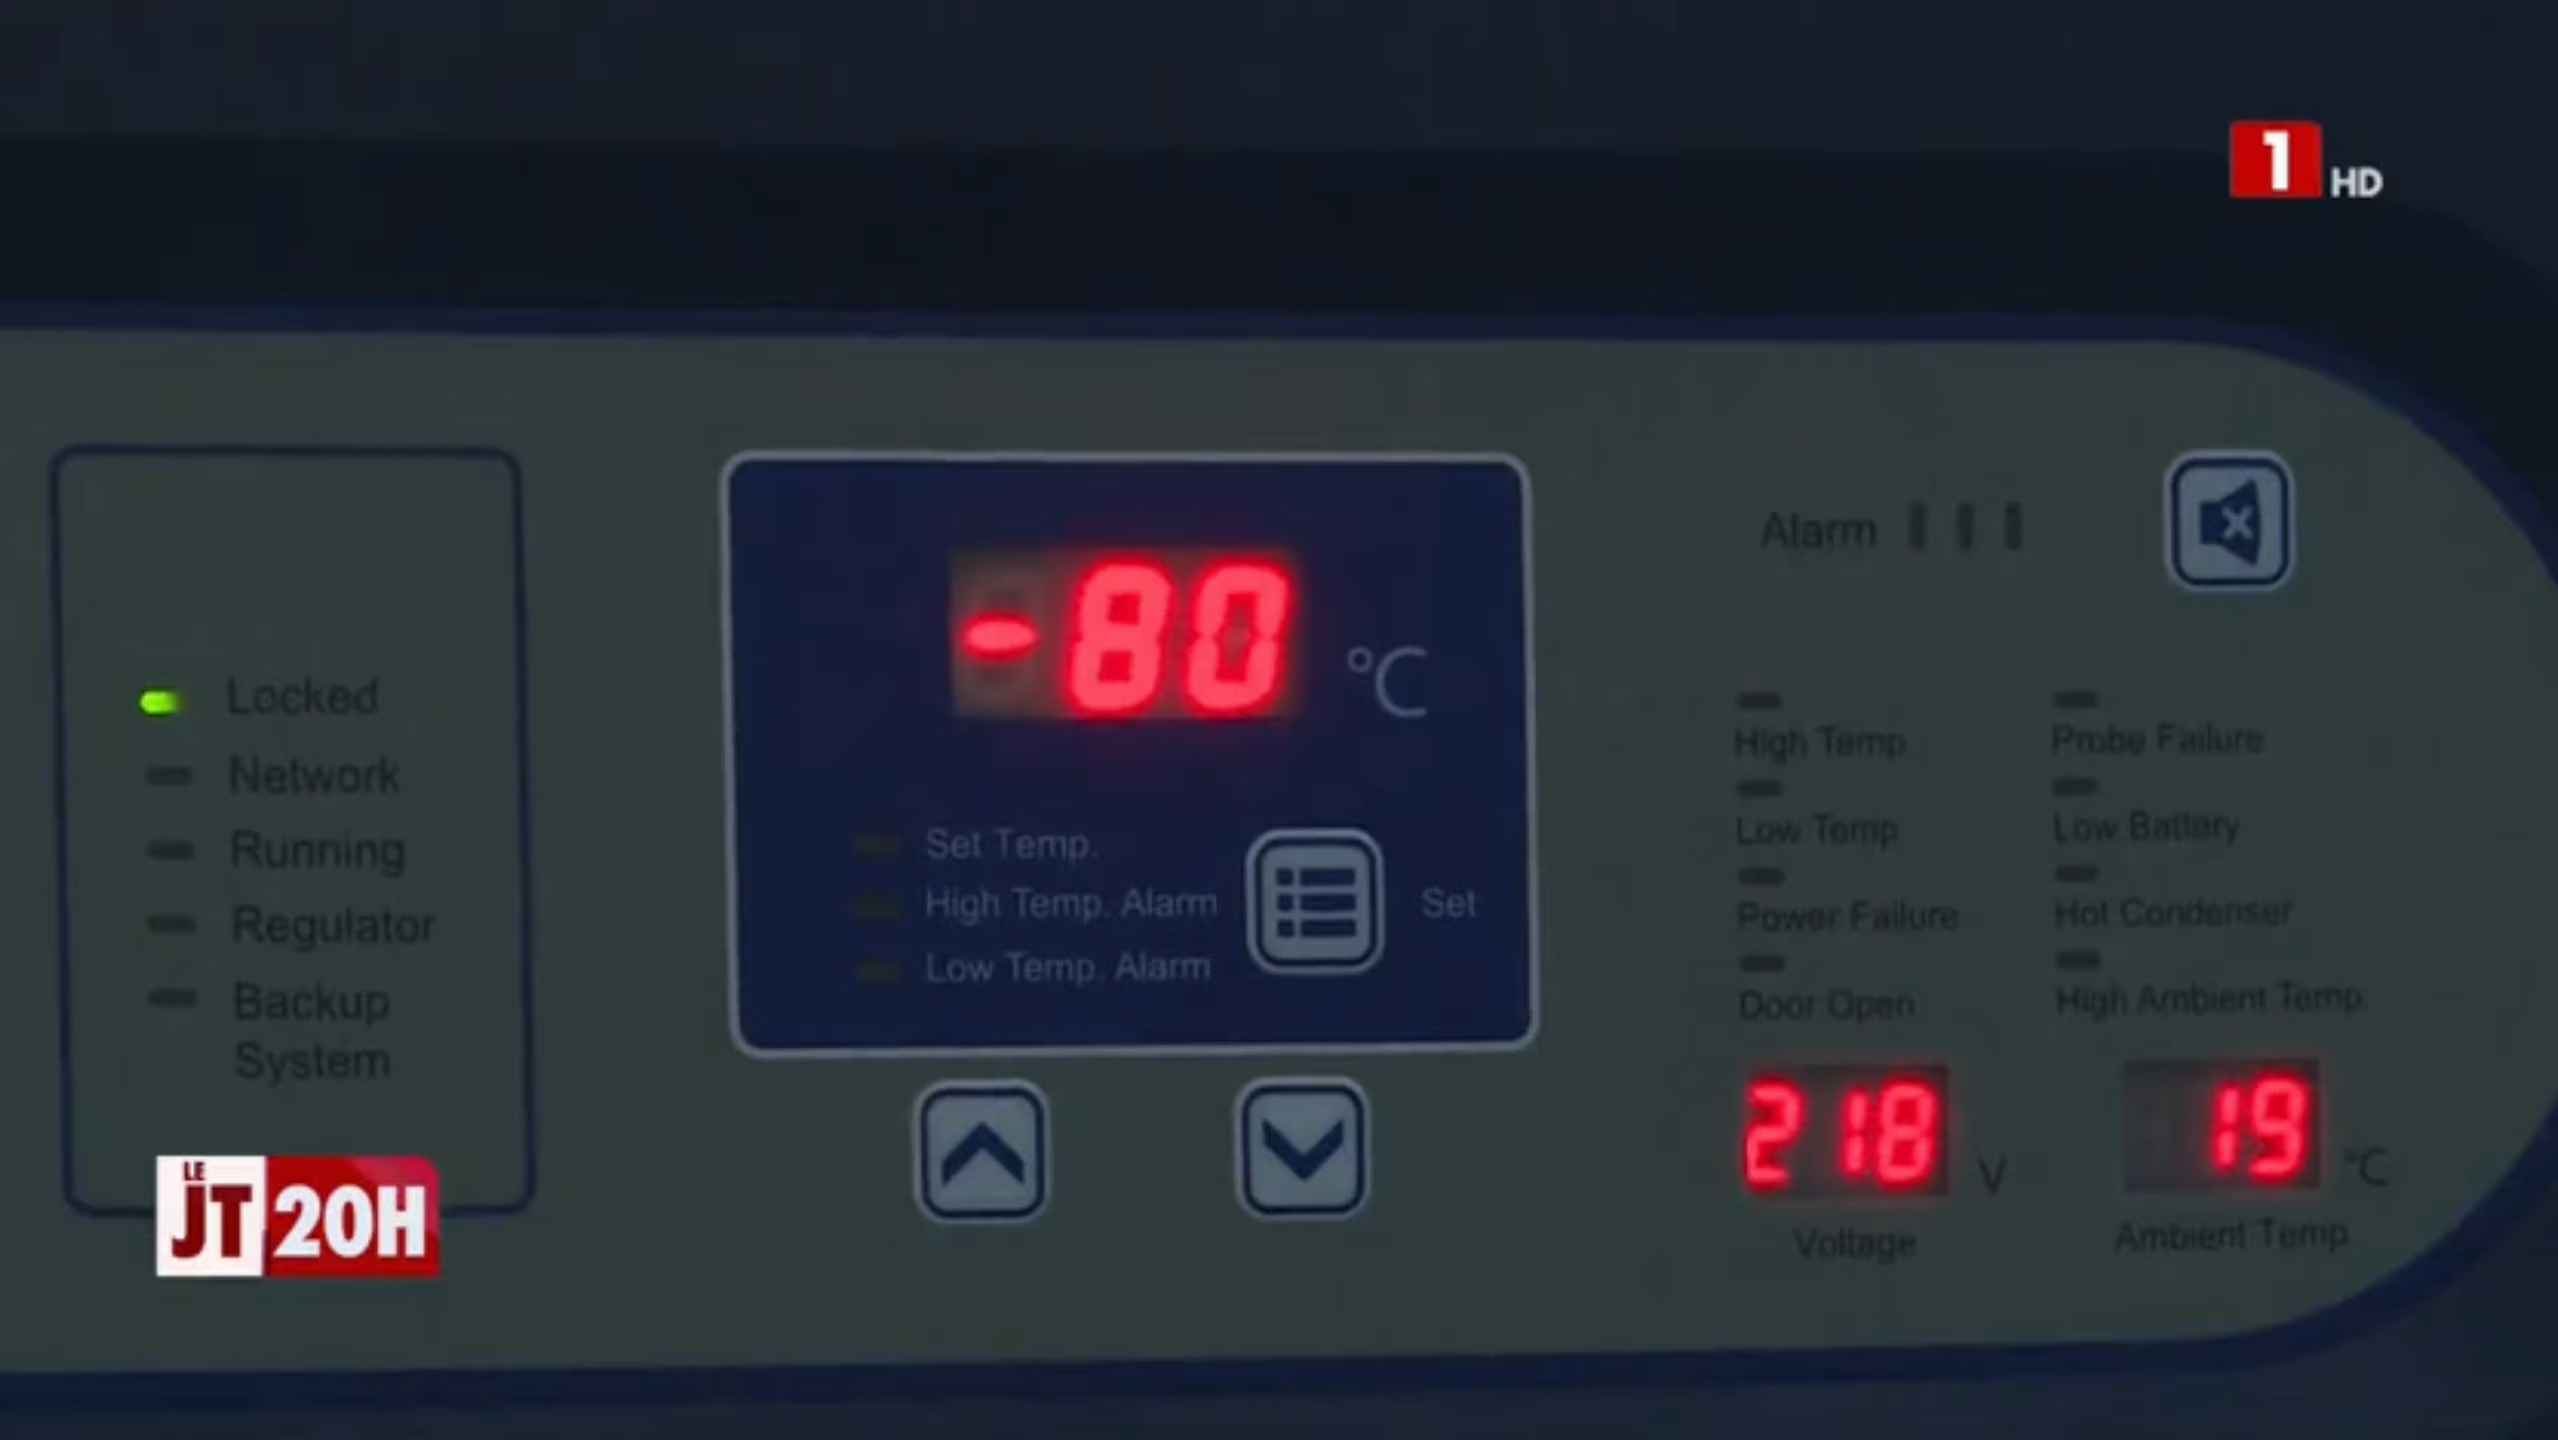 1 HD
Locked
Network
Running
Regulator
Backup
System
-80 °C
Set Temp.
High Temp. Alarm
Low Temp. Alarm
Set
Alarm
High Temp
Probe Failure
Low Temp
Low Battery
Power Failure
Hot Condenser
Door Open
High Ambient Temp.
218 V
19 °C
Voltage
Ambient Temp
LE
JT 20H